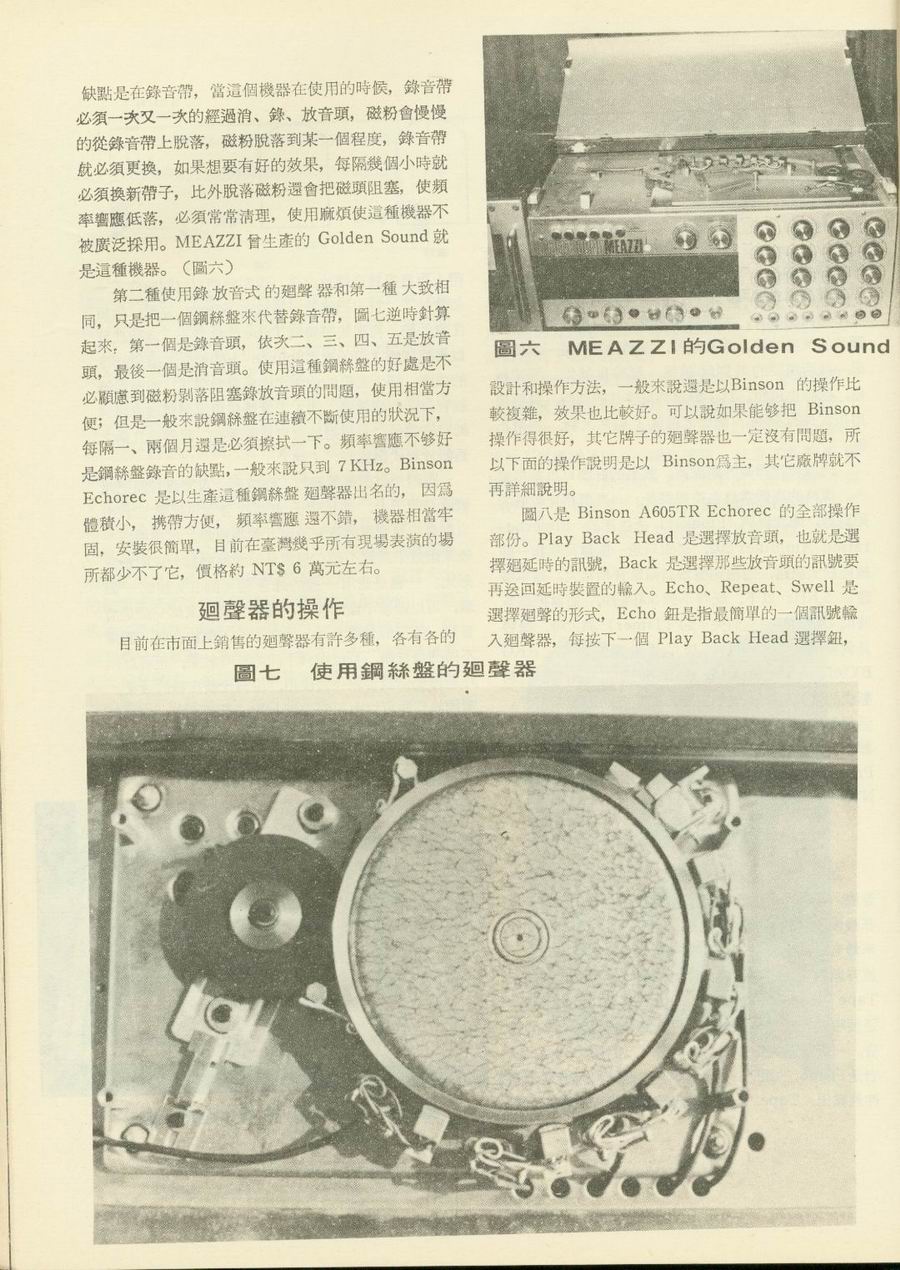 缺點是在錄音帶，當這個機器在使用的時候，錄音帶
必須一次又一次的經過消、錄、放音頭，磁粉會慢慢
的從錄音帶上脫落，磁粉脫落到某一個程度，錄音帶
就必須更換，如果想要有好的效果，每隔幾個小時就
必須換新帶子，比外脫落磁粉還會把磁頭阻塞，使頻
率響應低落，必須常常清理，使用麻煩使這種機器不
被廣泛採用。MEAZZI 曾生產的 Golden Sound 就
是這種機器。（圖六）
第二種使用錄放音式的廻聲器和第一種大致相
同，只是把一個鋼絲盤來代替錄音帶，圖七逆時針算
起來，第一個是錄音頭，依次二、三、四、五是放音
頭，最後一個是消音頭。使用這種鋼絲盤的好處是不
必顧慮到磁粉剝落阻塞錄放音頭的問題，使用相當方
便；但是一般來說鋼絲盤在連續不斷使用的狀況下，
每隔一、兩個月還是必須擦拭一下。頻率響應不够好
是鋼絲盤錄音的缺點，一般來說只到 7 KHz。Binson
Echorec 是以生產這種鋼絲盤廻聲器出名的，因爲
體積小，携帶方便，頻率響應還不錯，機器相當牢
固，安裝很簡單，目前在臺灣幾乎所有現場表演的場
所都少不了它，價格約 NT$ 6 萬元左右。
廻聲器的操作
目前在市面上銷售的廻聲器有許多種，各有各的
MEAZZI
圖六 MEAZZI的Golden Sound
設計和操作方法，一般來說還是以Binson 的操作比
較複雜，效果也比較好。可以說如果能够把 Binson
操作得很好，其它牌子的廻聲器也一定沒有問題，所
以下面的操作說明是以 Binson爲主，其它廠牌就不
再詳細說明。
圖八是 Binson A605TR Echorec 的全部操作
部份。Play Back Head 是選擇放音頭，也就是選
擇廻延時的訊號，Back 是選擇那些放音頭的訊號要
再送回延時裝置的輸入。Echo、Repeat、Swell 是
選擇廻聲的形式，Echo 鈕是指最簡單的一個訊號輸
入廻聲器，每按下一個 Play Back Head 選擇鈕，
圖七 使用鋼絲盤的廻聲器